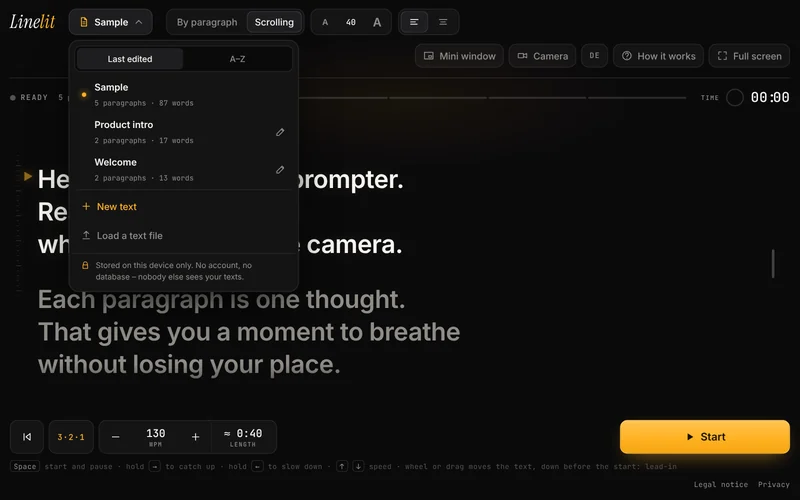 Linelit
Sample
By paragraph
Scrolling
A 40 A
Mini window
Camera
DE
How it works
Full screen
READY
5
TIME
00:00
Last edited
A–Z
Sample
5 paragraphs · 87 words
Product intro
2 paragraphs · 17 words
Welcome
2 paragraphs · 13 words
New text
Load a text file
Stored on this device only. No account, no
database – nobody else sees your texts.
prompter.
camera.
Each paragraph is one thought.
That gives you a moment to breathe
without losing your place.
3·2·1
− 130 +
WPM
≈ 0:40
LENGTH
Start
Space start and pause · hold → to catch up · hold ← to slow down · ↑ ↓ speed · wheel or drag moves the text, down before the start: lead-in
Legal notice
Privacy